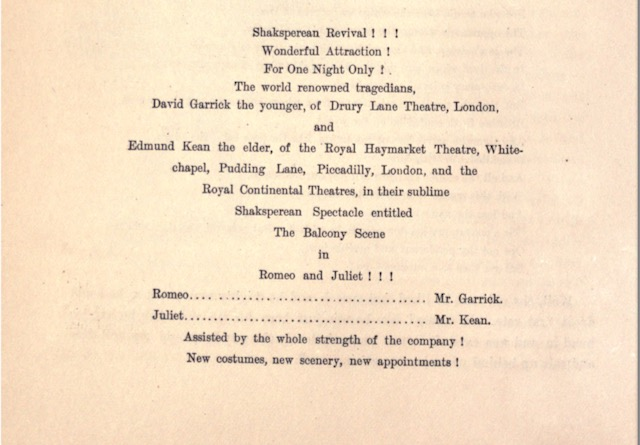 Shaksperean Revival ! ! !
Wonderful Attraction !
For One Night Only ! .
The world renowned tragedians,
David Garrick the younger, of Drury Lane Theatre, London,
and
Edmund Kean the elder, of the Royal Haymarket Theatre, White-
chapel, Pudding Lane, Piccadilly, London, and the
Royal Continental Theatres, in their sublime
Shaksperean Spectacle entitled
The Balcony Scene
in
Romeo and Juliet ! ! !
Romeo.... .................................... Mr. Garrick.
Juliet.......................................... Mr. Kean.
Assisted by the whole strength of the company !
New costumes, new scenery, new appointments !